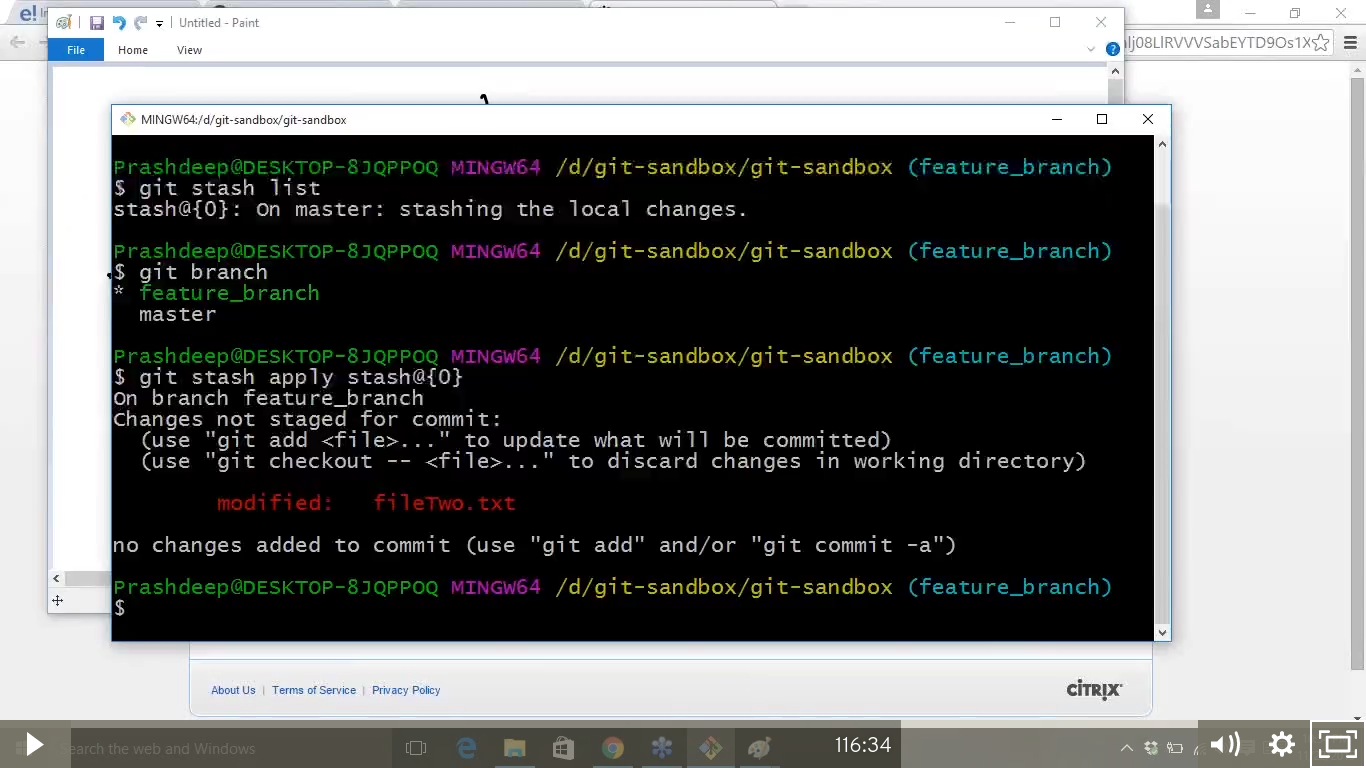 Untitled - Paint
File Home View
MINGW64:/d/git-sandbox/git-sandbox
Prashdeep@DESKTOP-8JQPPOQ MINGW64 /d/git-sandbox/git-sandbox (feature_branch)
$ git stash list
stash@{0}: On master: stashing the local changes.
Prashdeep@DESKTOP-8JQPPOQ MINGW64 /d/git-sandbox/git-sandbox (feature_branch)
$ git branch
* feature_branch
master
Prashdeep@DESKTOP-8JQPPOQ MINGW64 /d/git-sandbox/git-sandbox (feature_branch)
$ git stash apply stash@{0}
On branch feature_branch
Changes not staged for commit:
(use "git add <file>..." to update what will be committed)
(use "git checkout -- <file>..." to discard changes in working directory)
modified: fileTwo.txt
no changes added to commit (use "git add" and/or "git commit -a")
Prashdeep@DESKTOP-8JQPPOQ MINGW64 /d/git-sandbox/git-sandbox (feature_branch)
$
About Us | Terms of Service | Privacy Policy
CİTRİX
Search the web and Windows
116:34